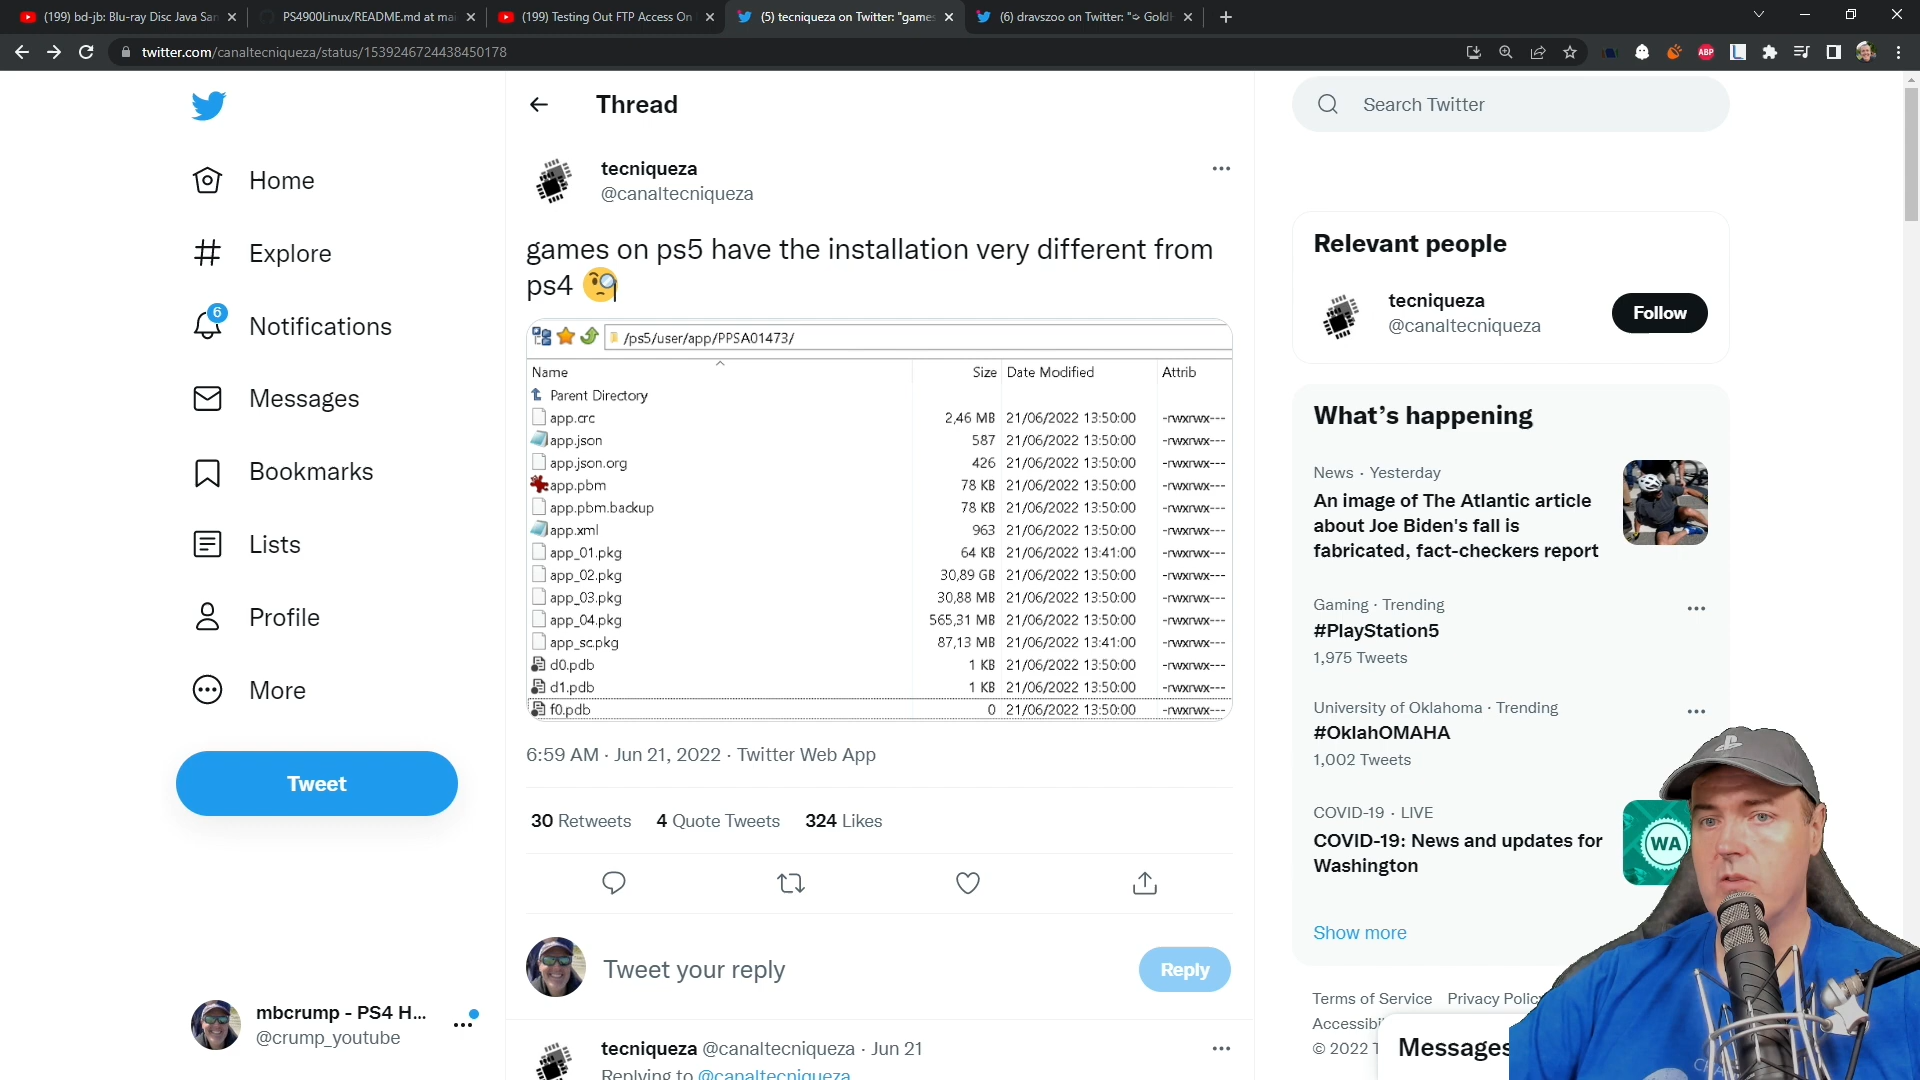 (199) bd-jb: Blu-ray Disc Java San
PS4900Linux/README.md at mai
(199) Testing Out FTP Access On
(5) tecniqueza on Twitter: "games
(6) dravszoo on Twitter: "➭ Goldh
twitter.com/canaltecniqueza/status/1539246724438450178
ABP
Home
Explore
6
Notifications
Messages
Bookmarks
Lists
Profile
More
Tweet
mbcrump - PS4 H...
@crump_youtube
Thread
tecniqueza
@canaltecniqueza
games on ps5 have the installation very different from
ps4 🧐
/ps5/user/app/PPSA01473/
Name Size Date Modified Attrib
Parent Directory
app.crc 2,46 MB 21/06/2022 13:50:00 -rwxrwx---
app.json 587 21/06/2022 13:50:00 -rwxrwx---
app.json.org 426 21/06/2022 13:50:00 -rwxrwx---
app.pbm 78 KB 21/06/2022 13:50:00 -rwxrwx---
app.pbm.backup 78 KB 21/06/2022 13:50:00 -rwxrwx---
app.xml 963 21/06/2022 13:50:00 -rwxrwx---
app_01.pkg 64 KB 21/06/2022 13:41:00 -rwxrwx---
app_02.pkg 30,89 GB 21/06/2022 13:50:00 -rwxrwx---
app_03.pkg 30,88 MB 21/06/2022 13:50:00 -rwxrwx---
app_04.pkg 565,31 MB 21/06/2022 13:50:00 -rwxrwx---
app_sc.pkg 87,13 MB 21/06/2022 13:41:00 -rwxrwx---
d0.pdb 1 KB 21/06/2022 13:50:00 -rwxrwx---
d1.pdb 1 KB 21/06/2022 13:50:00 -rwxrwx---
f0.pdb 0 21/06/2022 13:50:00 -rwxrwx---
6:59 AM · Jun 21, 2022 · Twitter Web App
30 Retweets 4 Quote Tweets 324 Likes
Tweet your reply
Reply
tecniqueza @canaltecniqueza · Jun 21
Replying to @canaltecniqueza
Search Twitter
Relevant people
tecniqueza
@canaltecniqueza
Follow
What's happening
News · Yesterday
An image of The Atlantic article
about Joe Biden's fall is
fabricated, fact-checkers report
Gaming · Trending
#PlayStation5
1,975 Tweets
University of Oklahoma · Trending
#OklahOMAHA
1,002 Tweets
COVID-19 · LIVE
COVID-19: News and updates for
Washington
WA
Show more
Terms of Service Privacy Polic
Accessibi
© 2022 T
Messages